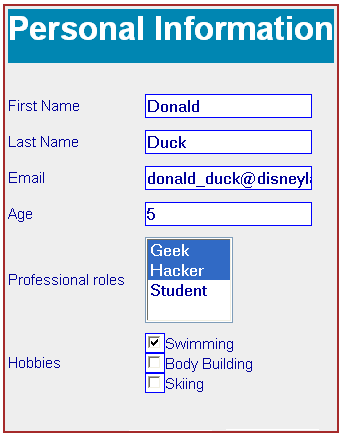 Personal Information
First Name Donald
Last Name Duck
Email donald_duck@disneyla
Age 5
Geek
Hacker
Professional roles Student
Swimming
Hobbies Body Building
Skiing